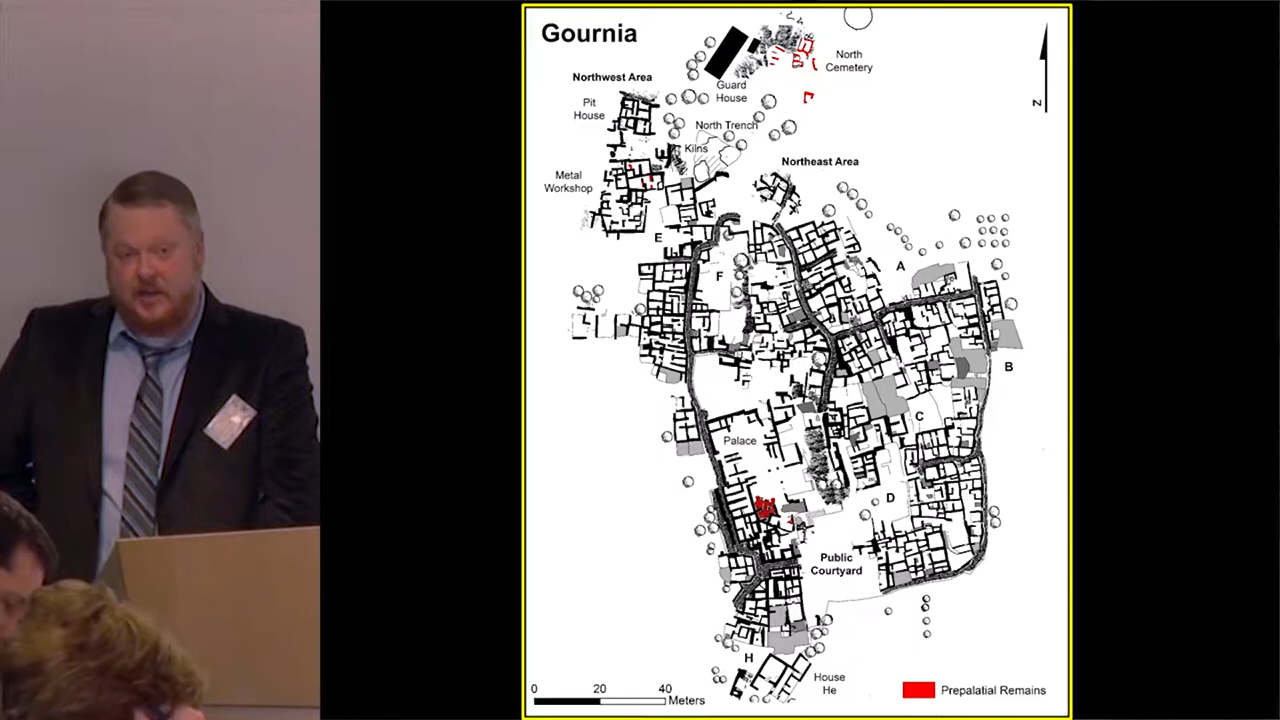 Gournia
North
Cemetery
Guard
House
Northwest Area
Pit
House
North Trench
Kilns
Northeast Area
Metal
Workshop
N
E
F
A
B
C
Palace
D
Public
Courtyard
H
House
He
0 20 40
Meters
Prepalatial Remains